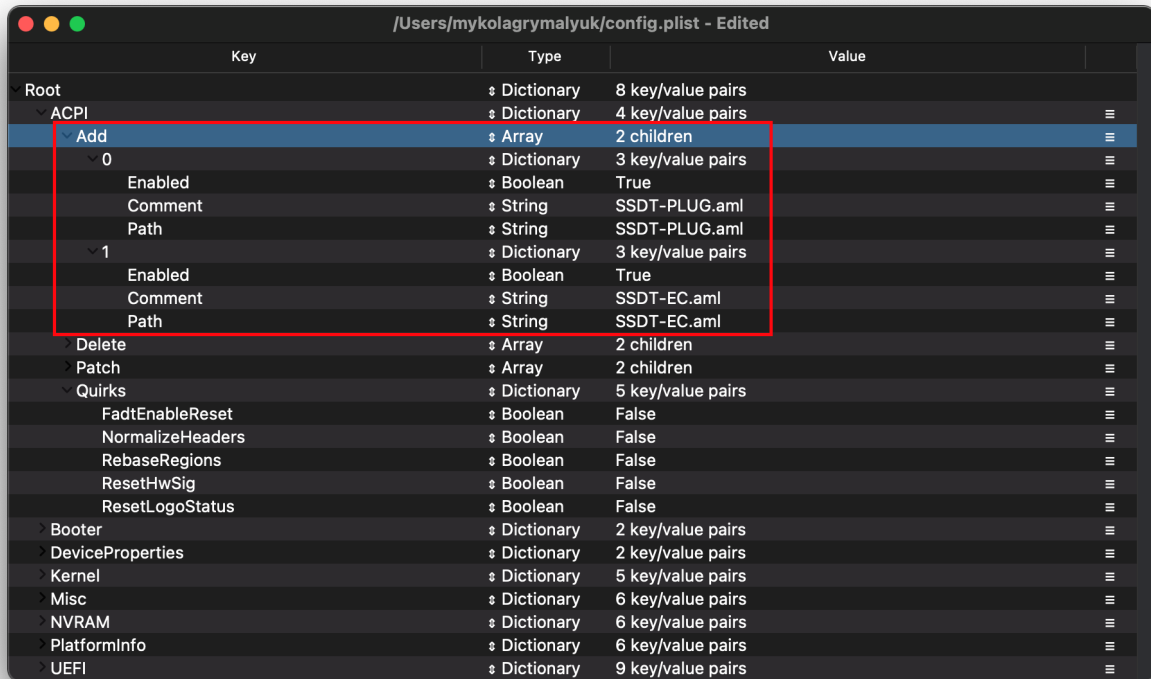 /Users/mykolagrymalyuk/config.plist - Edited
Key Type Value
Root Dictionary 8 key/value pairs
ACPI Dictionary 4 key/value pairs
Add Array 2 children
0 Dictionary 3 key/value pairs
Enabled Boolean True
Comment String SSDT-PLUG.aml
Path String SSDT-PLUG.aml
1 Dictionary 3 key/value pairs
Enabled Boolean True
Comment String SSDT-EC.aml
Path String SSDT-EC.aml
Delete Array 2 children
Patch Array 2 children
Quirks Dictionary 5 key/value pairs
FadtEnableReset Boolean False
NormalizeHeaders Boolean False
RebaseRegions Boolean False
ResetHwSig Boolean False
ResetLogoStatus Boolean False
Booter Dictionary 2 key/value pairs
DeviceProperties Dictionary 2 key/value pairs
Kernel Dictionary 5 key/value pairs
Misc Dictionary 6 key/value pairs
NVRAM Dictionary 6 key/value pairs
PlatformInfo Dictionary 6 key/value pairs
UEFI Dictionary 9 key/value pairs